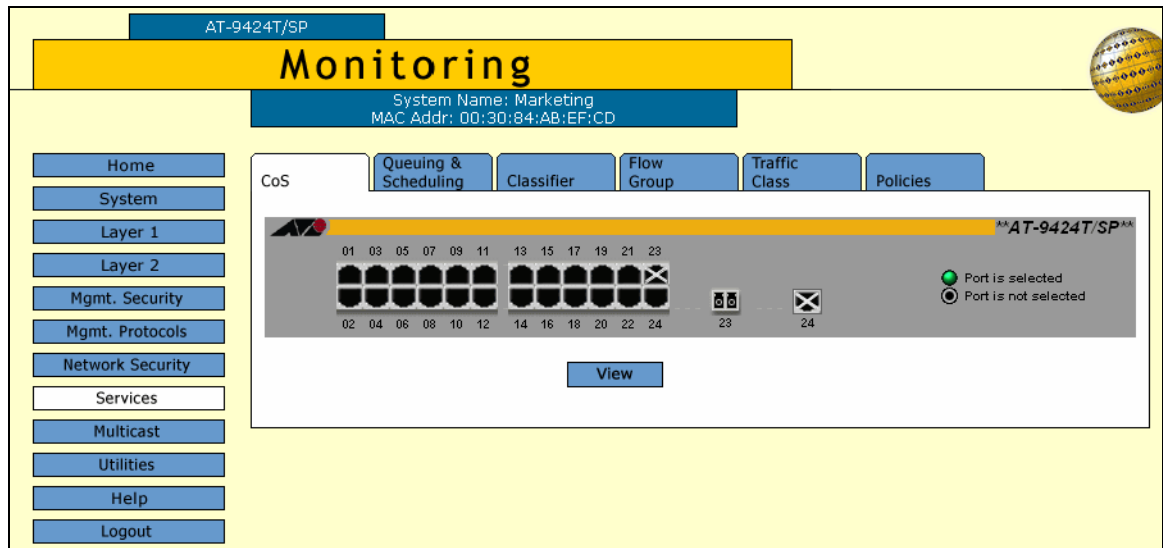 AT-9424T/SP
Monitoring
System Name: Marketing
MAC Addr: 00:30:84:AB:EF:CD
Home
System
Layer 1
Layer 2
Mgmt. Security
Mgmt. Protocols
Network Security
Services
Multicast
Utilities
Help
Logout
CoS
Queuing &
Scheduling
Classifier
Flow
Group
Traffic
Class
Policies
**AT-9424T/SP**
01 03 05 07 09 11 13 15 17 19 21 23
02 04 06 08 10 12 14 16 18 20 22 24 23 24
Port is selected
Port is not selected
View